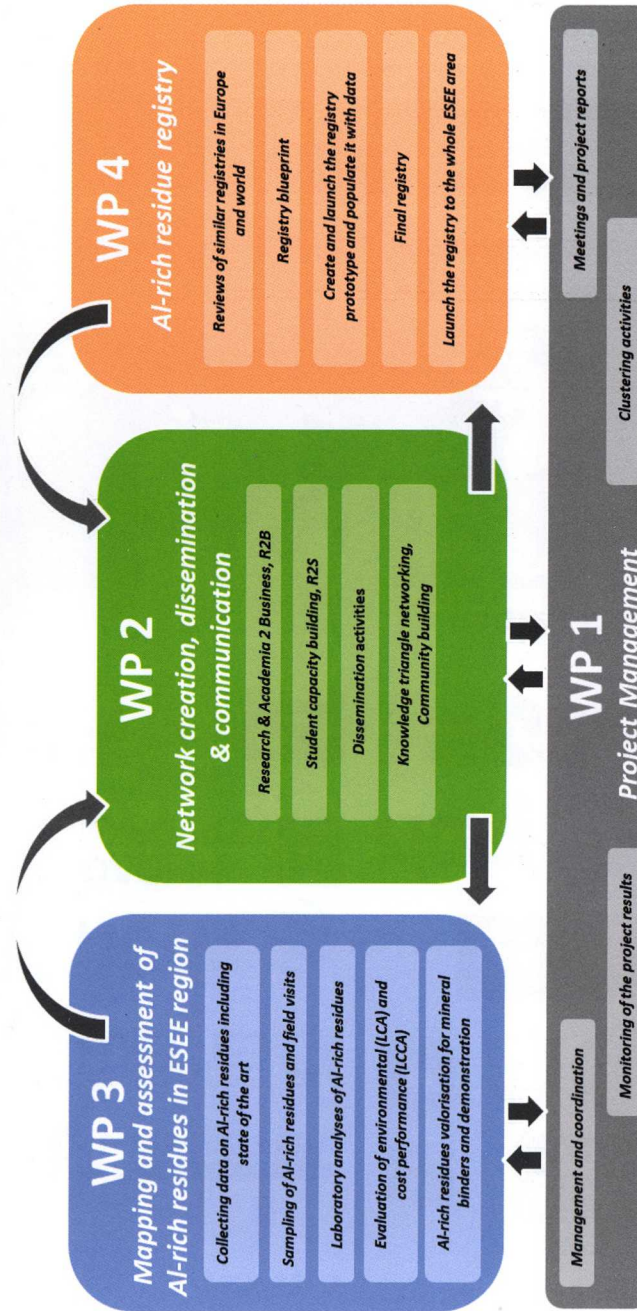 WP 3
Mapping and assessment of
Al-rich residues in ESEE region
Collecting data on Al-rich residues including
state of the art
Sampling of Al-rich residues and field visits
Laboratory analyses of Al-rich residues
Evaluation of environmental (LCA) and
cost performance (LCCA)
Al-rich residues valorisation for mineral
binders and demonstration
WP 2
Network creation, dissemination
& communication
Research & Academia 2 Business, R2B
Student capacity building, R2S
Dissemination activities
Knowledge triangle networking,
Community building
WP 4
Al-rich residue registry
Reviews of similar registries in Europe
and world
Registry blueprint
Create and launch the registry
prototype and populate it with data
Final registry
Launch the registry to the whole ESEE area
WP 1
Project Management
Management and coordination
Monitoring of the project results
Clustering activities
Meetings and project reports